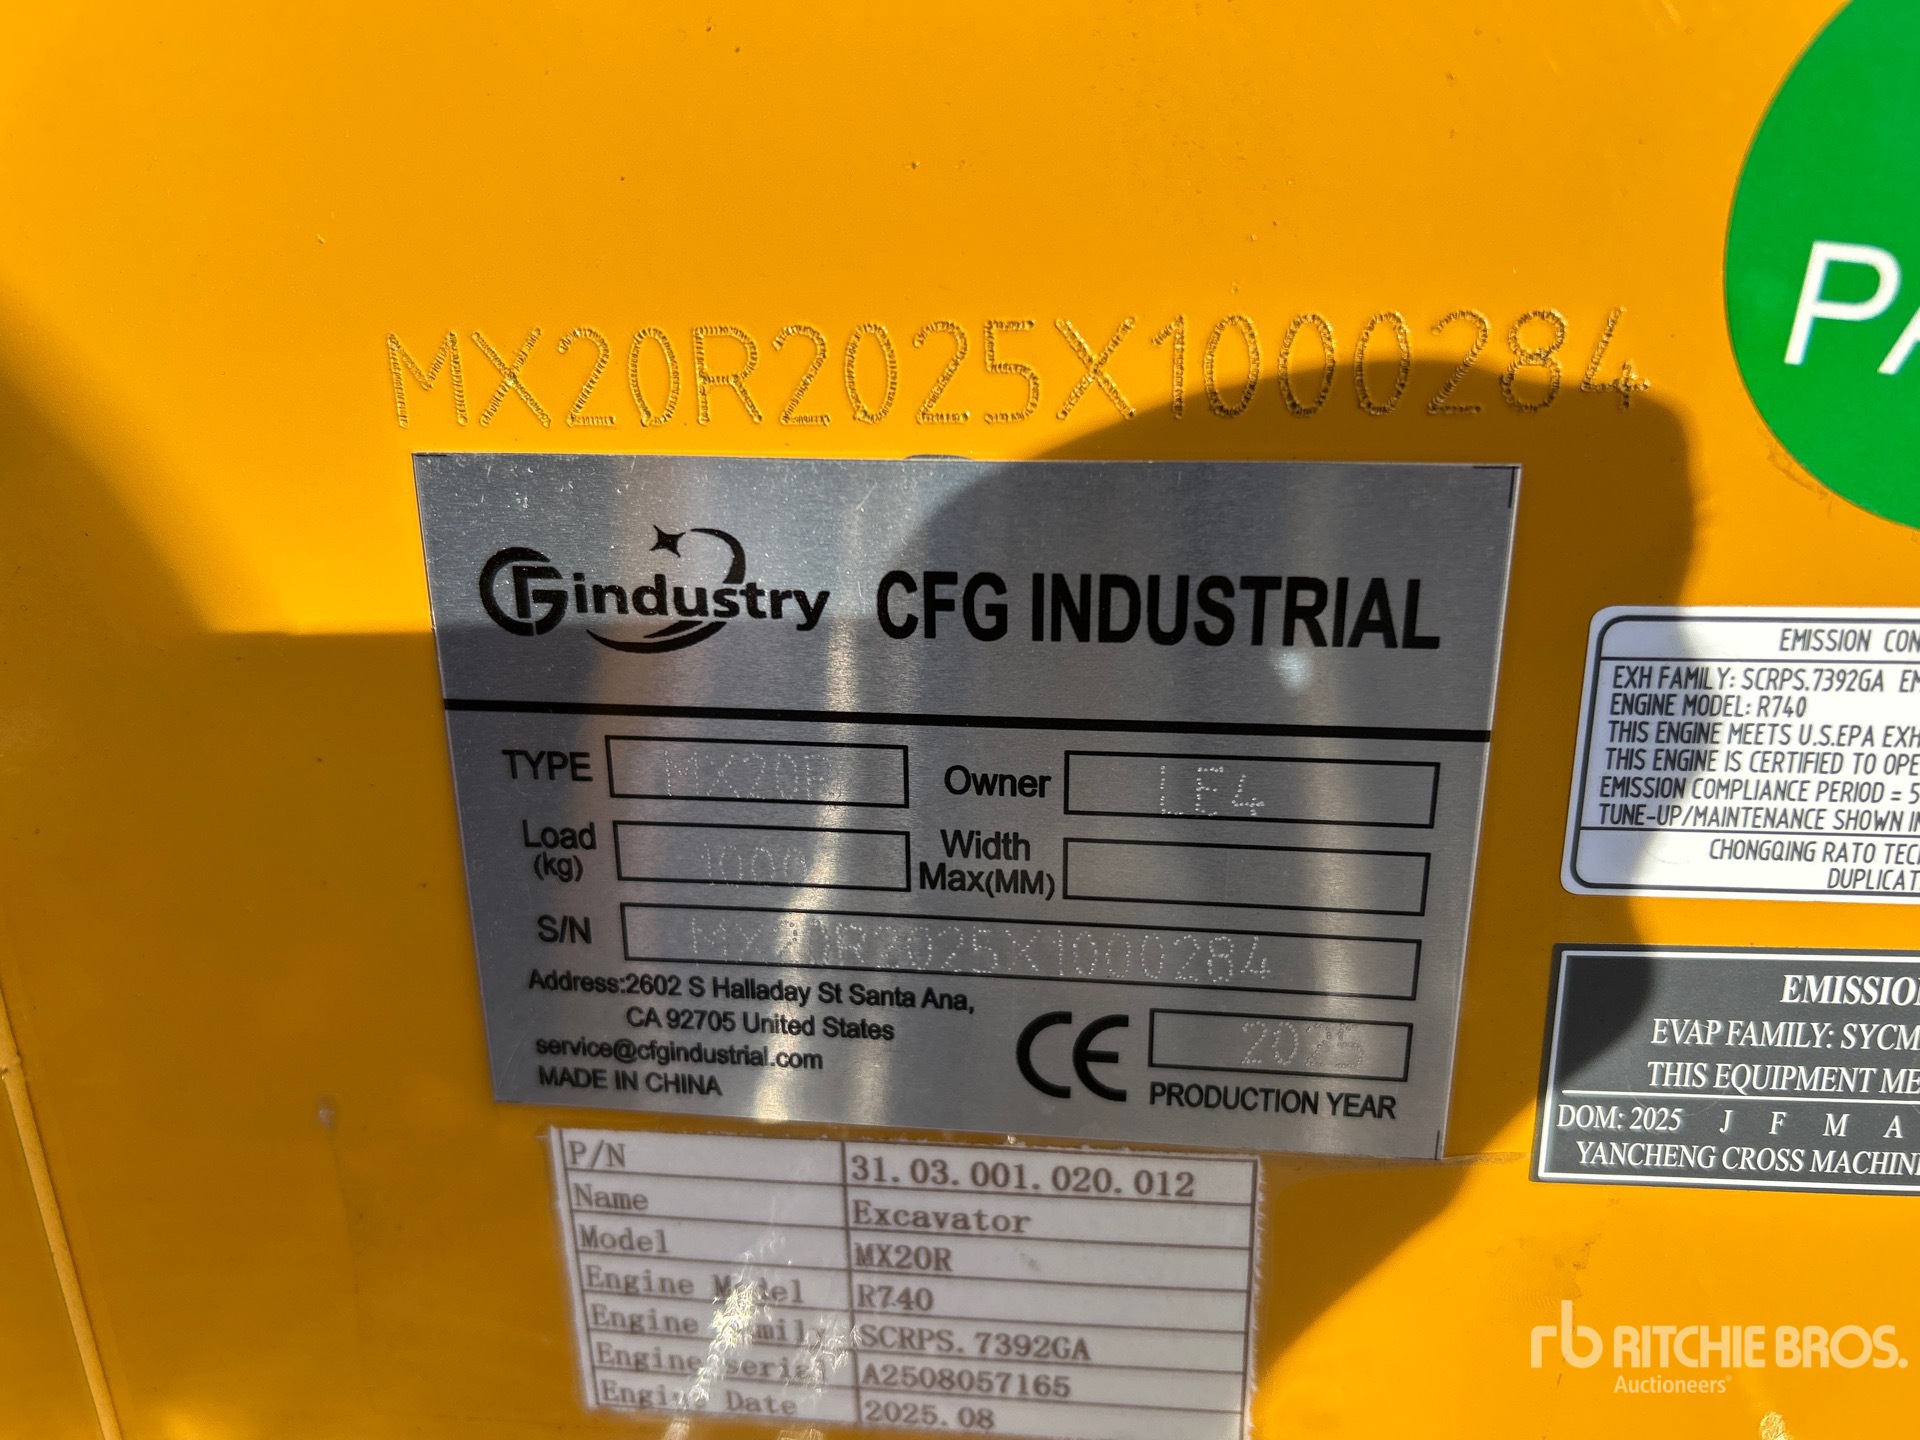 MX20R2025X1000284
PA
CFGindustry CFG INDUSTRIAL
TYPE MX20R Owner LE4
Load (kg) 1000 Width Max(MM)
S/N MX20R2025X1000284
Address:2602 S Halladay St Santa Ana,
CA 92705 United States
service@cfgindustrial.com
MADE IN CHINA
CE 2025
PRODUCTION YEAR
EMISSION CON
EXH FAMILY: SCRPS.7392GA EM
ENGINE MODEL: R740
THIS ENGINE MEETS U.S.EPA EXH
THIS ENGINE IS CERTIFIED TO OPE
EMISSION COMPLIANCE PERIOD = 5
TUNE-UP/MAINTENANCE SHOWN IN
CHONGQING RATO TEC
DUPLICAT
EMISSION
EVAP FAMILY: SYCM
THIS EQUIPMENT ME
DOM: 2025 J F M A
YANCHENG CROSS MACHIN
P/N 31.03.001.020.012
Name Excavator
Model MX20R
Engine Model R740
Engine Family SCRPS.7392GA
Engine serial A2508057165
Engine Date 2025.08
rb RITCHIE BROS.
Auctioneers